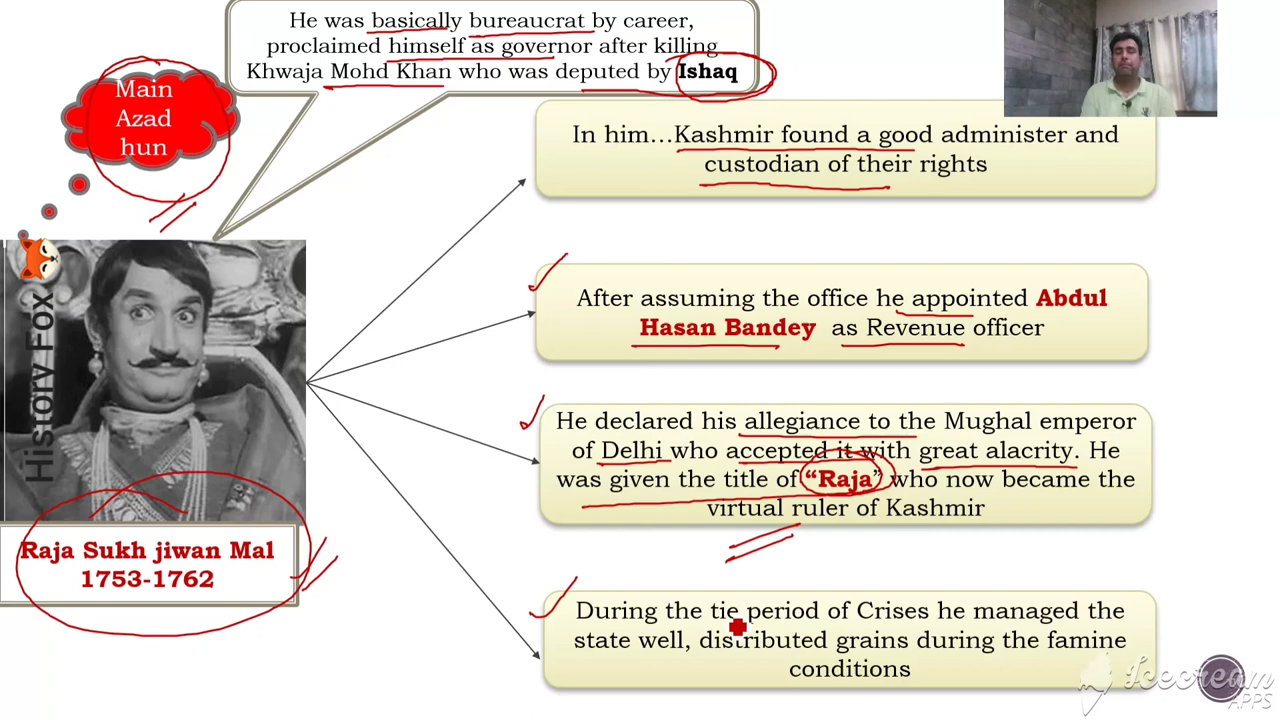 He was basically bureaucrat by career,
proclaimed himself as governor after killing
Khwaja Mohd Khan who was deputed by Ishaq
Main
Azad
hun
In him…Kashmir found a good administer and
custodian of their rights
After assuming the office he appointed Abdul
Hasan Bandey as Revenue officer
He declared his allegiance to the Mughal emperor
of Delhi who accepted it with great alacrity. He
was given the title of “Raja” who now became the
virtual ruler of Kashmir
During the tie period of Crises he managed the
state well, distributed grains during the famine
conditions
History Fox
Raja Sukh jiwan Mal
1753-1762
Icecream
APPS